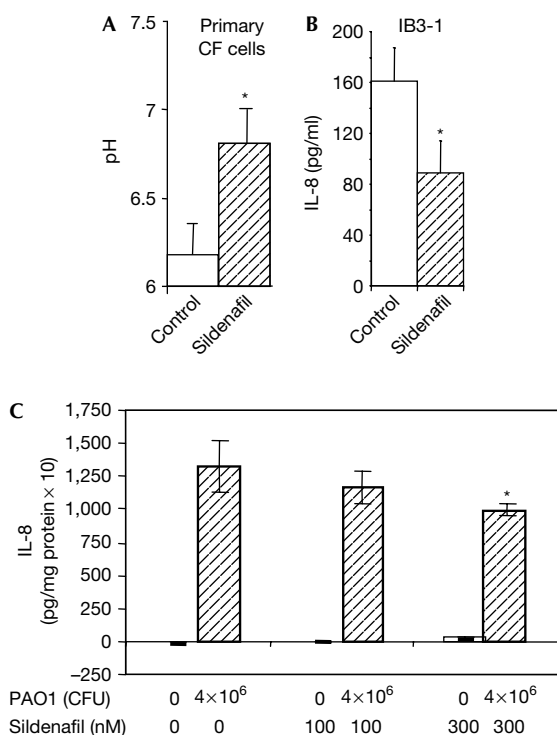 A Primary
CF cells
7.5
7
6.5
6
pH
*
Control
Sildenafil
B IB3-1
200
160
120
80
40
0
IL-8 (pg/ml)
*
Control
Sildenafil
C
1,750
1,500
1,250
1,000
750
500
250
0
–250
IL-8
(pg/mg protein × 10)
*
PAO1 (CFU) 0 4×10⁶ 0 4×10⁶ 0 4×10⁶
Sildenafil (nM) 0 0 100 100 300 300